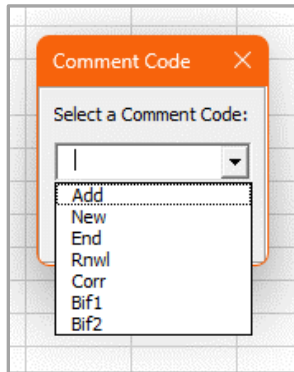 Comment Code
Select a Comment Code:
Add
New
End
Rnwl
Corr
Bif1
Bif2